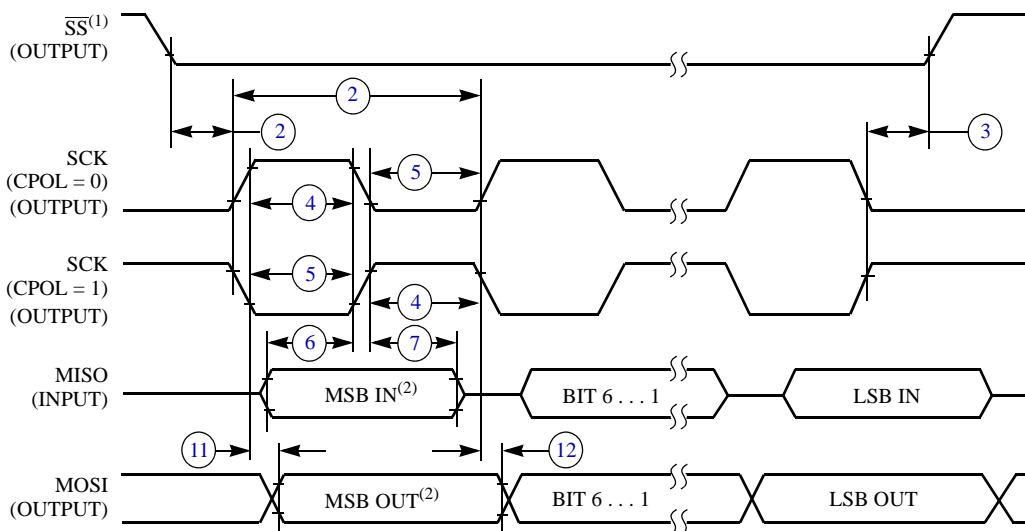 SS(1)
(OUTPUT)
2
2
3
SCK
(CPOL = 0)
(OUTPUT)
5
4
SCK
(CPOL = 1)
(OUTPUT)
5
4
6
7
MISO
(INPUT)
MSB IN(2)
BIT 6 . . . 1
LSB IN
11
12
MOSI
(OUTPUT)
MSB OUT(2)
BIT 6 . . . 1
LSB OUT